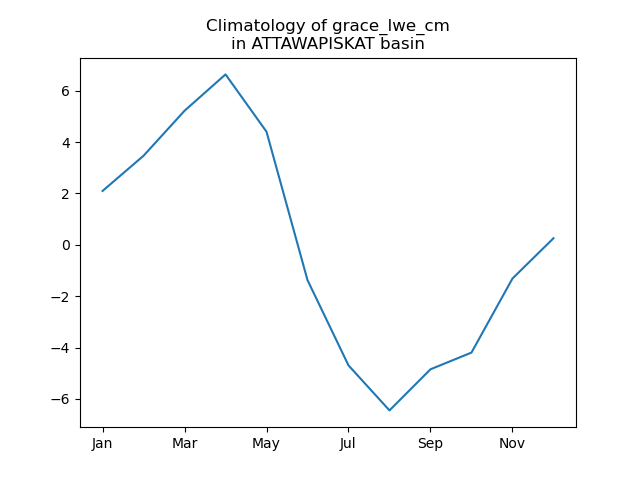 Climatology of grace_lwe_cm
in ATTAWAPISKAT basin
6
4
2
0
−2
−4
−6
Jan
Mar
May
Jul
Sep
Nov